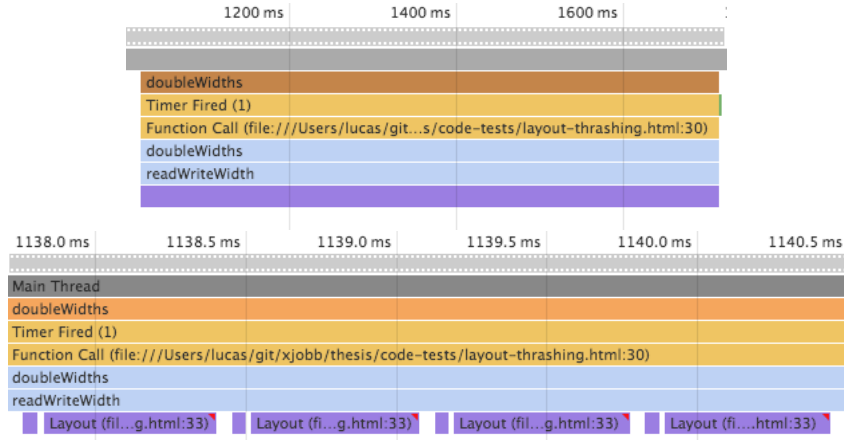 1200 ms 1400 ms 1600 ms
doubleWidths
Timer Fired (1)
Function Call (file:///Users/lucas/git...s/code-tests/layout-thrashing.html:30)
doubleWidths
readWriteWidth
1138.0 ms 1138.5 ms 1139.0 ms 1139.5 ms 1140.0 ms 1140.5 ms
Main Thread
doubleWidths
Timer Fired (1)
Function Call (file:///Users/lucas/git/xjobb/thesis/code-tests/layout-thrashing.html:30)
doubleWidths
readWriteWidth
Layout (fil...g.html:33) Layout (fi...g.html:33) Layout (fil...g.html:33) Layout (fi....html:33)